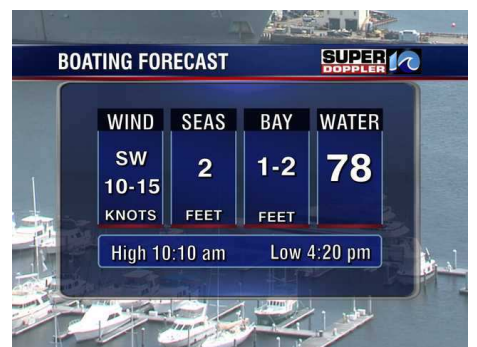 BOATING FORECAST
SUPER
DOPPLER 10
WIND SEAS BAY WATER
SW
10-15
KNOTS
2
FEET
1-2
FEET
78
High 10:10 am Low 4:20 pm